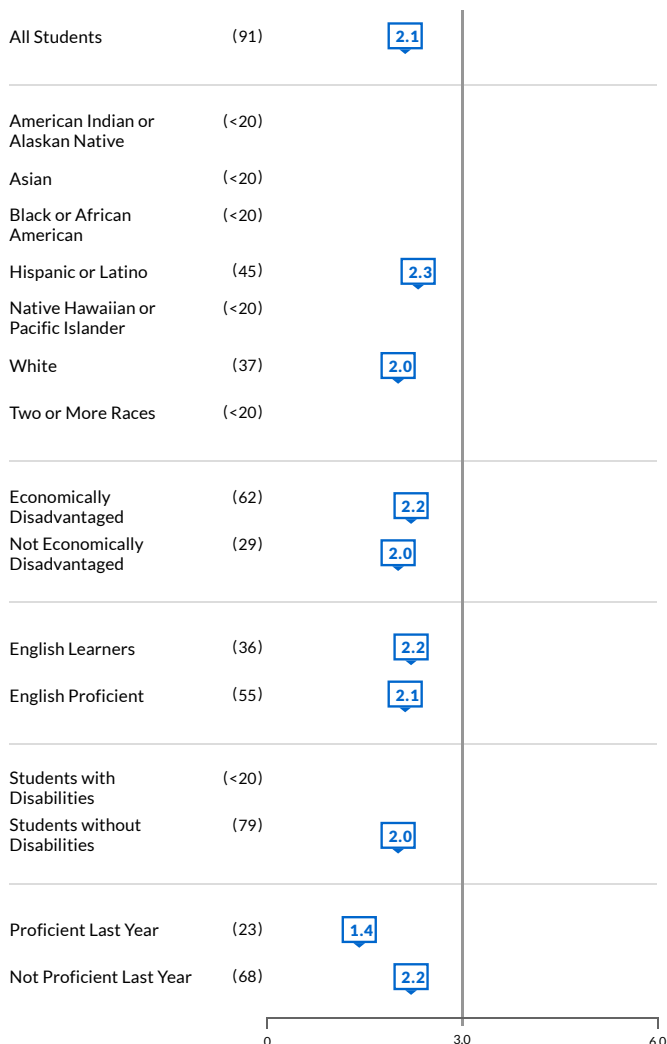 All Students (91) 2.1
American Indian or (<20)
Alaskan Native
Asian (<20)
Black or African (<20)
American
Hispanic or Latino (45) 2.3
Native Hawaiian or (<20)
Pacific Islander
White (37) 2.0
Two or More Races (<20)
Economically (62) 2.2
Disadvantaged
Not Economically (29) 2.0
Disadvantaged
English Learners (36) 2.2
English Proficient (55) 2.1
Students with (<20)
Disabilities
Students without (79) 2.0
Disabilities
Proficient Last Year (23) 1.4
Not Proficient Last Year (68) 2.2
0 3.0 6.0